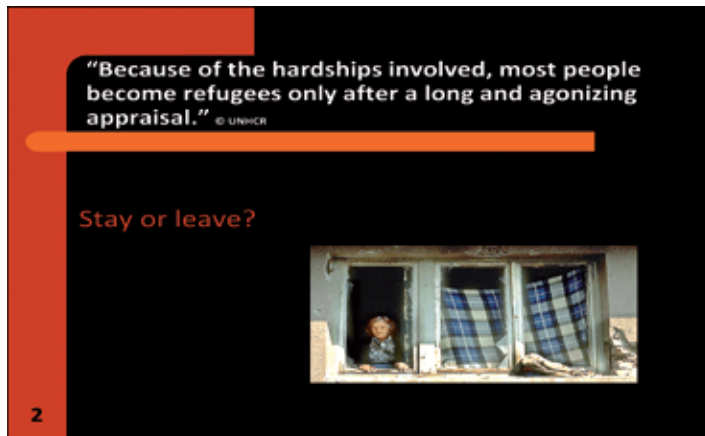 “Because of the hardships involved, most people
become refugees only after a long and agonizing
appraisal.” © UNHCR
Stay or leave?
2